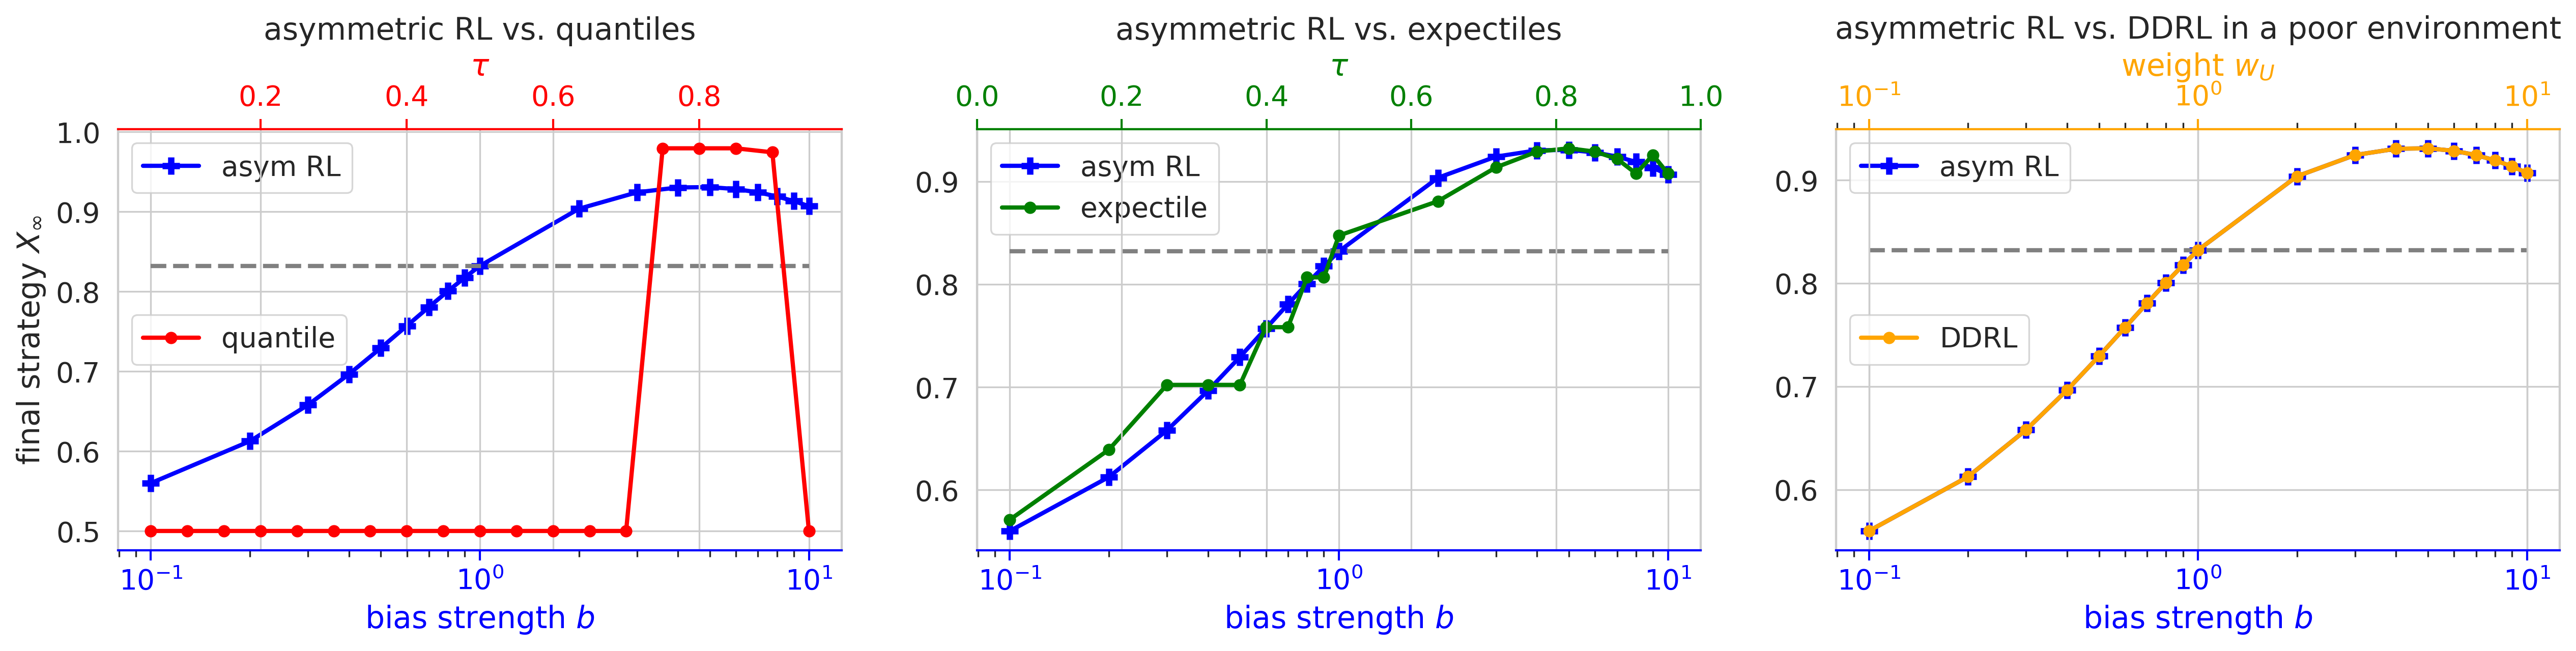 asymmetric RL vs. quantiles
τ
0.2 0.4 0.6 0.8
1.0
0.9
0.8
0.7
0.6
0.5
final strategy X∞
asym RL
quantile
10⁻¹ 10⁰ 10¹
bias strength b
asymmetric RL vs. expectiles
τ
0.0 0.2 0.4 0.6 0.8 1.0
0.9
0.8
0.7
0.6
asym RL
expectile
10⁻¹ 10⁰ 10¹
bias strength b
asymmetric RL vs. DDRL in a poor environment
weight w_U
10⁻¹ 10⁰ 10¹
0.9
0.8
0.7
0.6
asym RL
DDRL
10⁻¹ 10⁰ 10¹
bias strength b